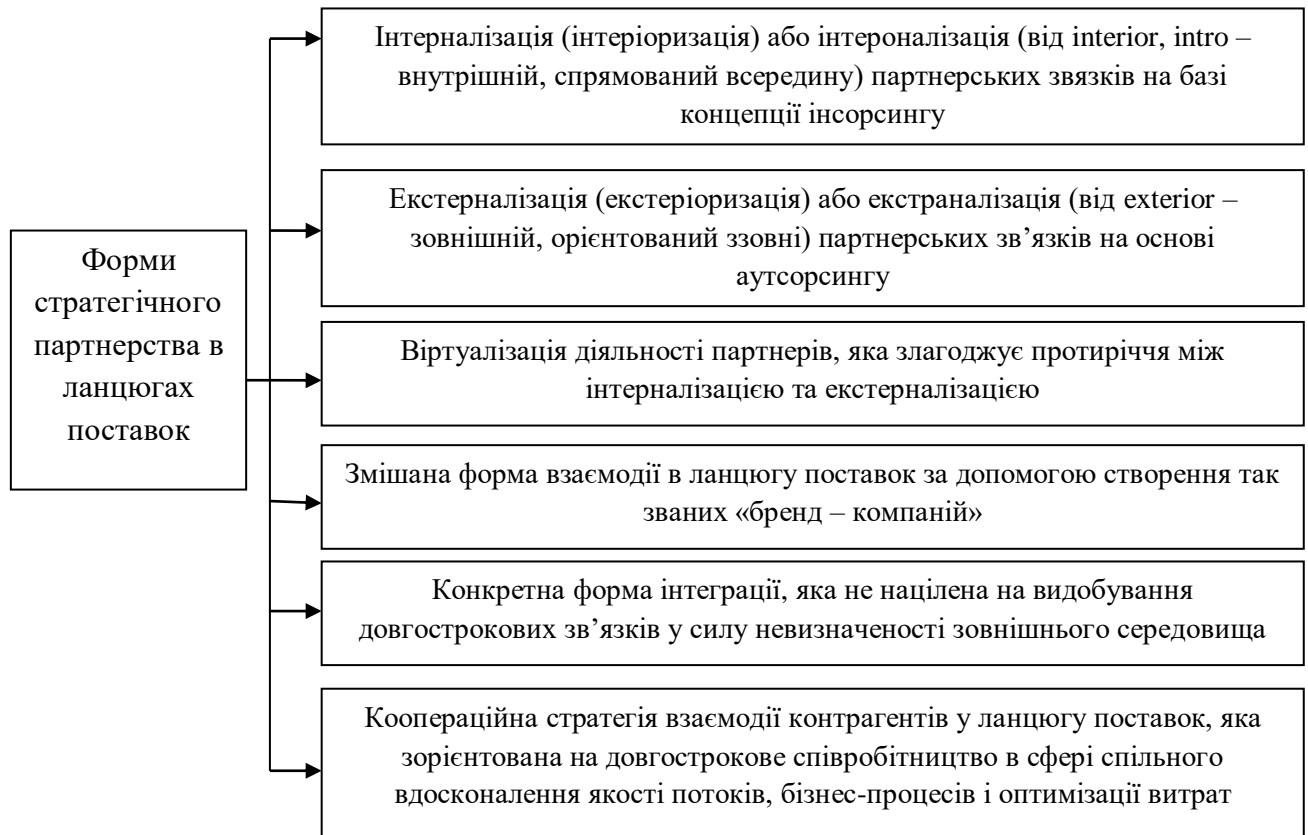 Форми
стратегічного
партнерства в
ланцюгах
поставок
Інтерналізація (інтеріоризація) або інтероналізація (від interior, intro –
внутрішній, спрямований всередину) партнерських звязків на базі
концепції інсорсингу
Екстерналізація (екстеріоризація) або екстраналізація (від exterior –
зовнішній, орієнтований ззовні) партнерських зв’язків на основі
аутсорсингу
Віртуалізація діяльності партнерів, яка злагоджує протиріччя між
інтерналізацією та екстерналізацією
Змішана форма взаємодії в ланцюгу поставок за допомогою створення так
званих «бренд – компаній»
Конкретна форма інтеграції, яка не націлена на видобування
довгострокових зв’язків у силу невизначеності зовнішнього середовища
Коопераційна стратегія взаємодії контрагентів у ланцюгу поставок, яка
зорієнтована на довгострокове співробітництво в сфері спільного
вдосконалення якості потоків, бізнес-процесів і оптимізації витрат